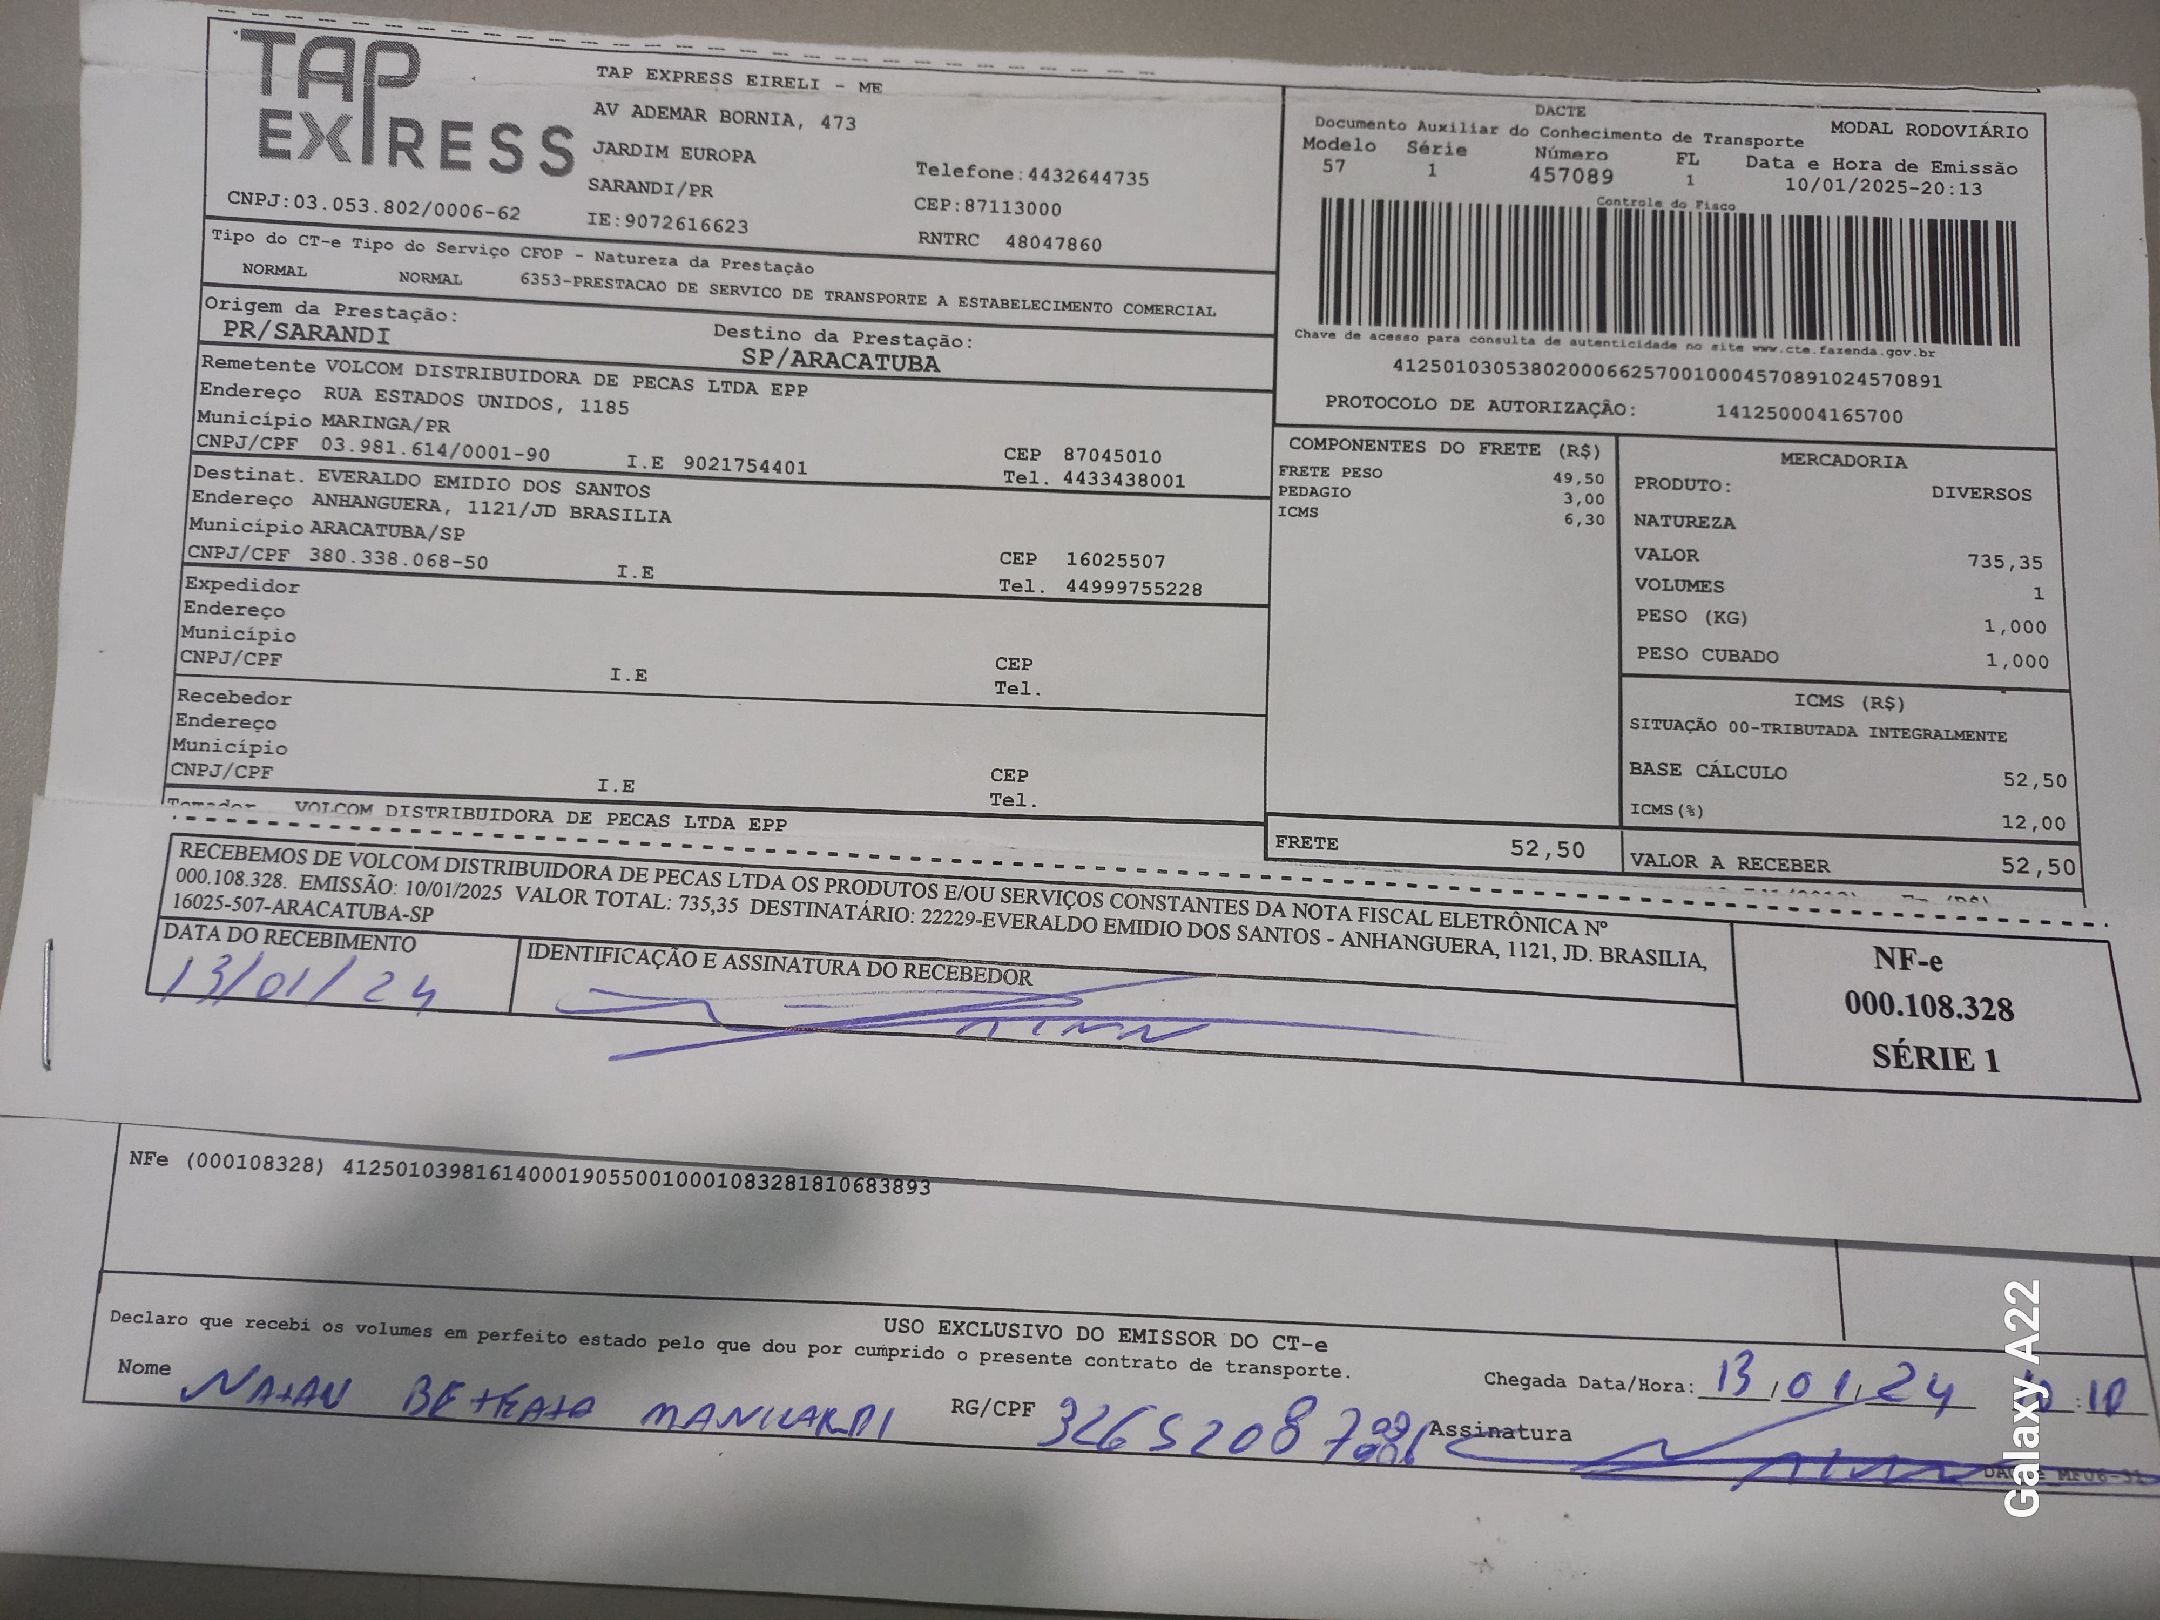 TAP EXPRESS
TAP EXPRESS EIRELI - ME
AV ADEMAR BORNIA, 473
JARDIM EUROPA
SARANDI/PR
Telefone:4432644735
CEP:87113000
CNPJ:03.053.802/0006-62
IE:9072616623
RNTRC 48047860
Tipo do CT-e Tipo do Serviço CFOP - Natureza da Prestação
NORMAL NORMAL 6353-PRESTACAO DE SERVICO DE TRANSPORTE A ESTABELECIMENTO COMERCIAL
Origem da Prestação:
PR/SARANDI
Destino da Prestação:
SP/ARACATUBA
Remetente VOLCOM DISTRIBUIDORA DE PECAS LTDA EPP
Endereço RUA ESTADOS UNIDOS, 1185
Município MARINGA/PR
CEP 87045010
CNPJ/CPF 03.981.614/0001-90 I.E 9021754401 Tel. 4433438001
Destinat. EVERALDO EMIDIO DOS SANTOS
Endereço ANHANGUERA, 1121/JD BRASILIA
Município ARACATUBA/SP
CEP 16025507
CNPJ/CPF 380.338.068-50 I.E Tel. 44999755228
Expedidor
Endereço
Município
CEP
CNPJ/CPF I.E Tel.
Recebedor
Endereço
Município
CEP
CNPJ/CPF I.E Tel.
Tomador VOLCOM DISTRIBUIDORA DE PECAS LTDA EPP
DACTE
Documento Auxiliar do Conhecimento de Transporte
MODAL RODOVIÁRIO
Modelo Série Número FL Data e Hora de Emissão
57 1 457089 1 10/01/2025-20:13
Controle do Fisco
Chave de acesso para consulta de autenticidade no site www.cte.fazenda.gov.br
41250103053802000662570010004570891024570891
PROTOCOLO DE AUTORIZAÇÃO: 141250004165700
COMPONENTES DO FRETE (R$)
FRETE PESO 49,50
PEDAGIO 3,00
ICMS 6,30
FRETE 52,50
MERCADORIA
PRODUTO: DIVERSOS
NATUREZA
VALOR 735,35
VOLUMES 1
PESO (KG) 1,000
PESO CUBADO 1,000
ICMS (R$)
SITUAÇÃO 00-TRIBUTADA INTEGRALMENTE
BASE CÁLCULO 52,50
ICMS(%) 12,00
VALOR A RECEBER 52,50
RECEBEMOS DE VOLCOM DISTRIBUIDORA DE PECAS LTDA OS PRODUTOS E/OU SERVIÇOS CONSTANTES DA NOTA FISCAL ELETRÔNICA Nº
000.108.328. EMISSÃO: 10/01/2025 VALOR TOTAL: 735,35 DESTINATÁRIO: 22229-EVERALDO EMIDIO DOS SANTOS - ANHANGUERA, 1121, JD. BRASILIA,
16025-507-ARACATUBA-SP
DATA DO RECEBIMENTO
13/01/24
IDENTIFICAÇÃO E ASSINATURA DO RECEBEDOR
NF-e
000.108.328
SÉRIE 1
NFe (000108328) 41250103981614000190550010001083281810683893
USO EXCLUSIVO DO EMISSOR DO CT-e
Declaro que recebi os volumes em perfeito estado pelo que dou por cumprido o presente contrato de transporte.
Nome NATAN
RG/CPF 32652087
Chegada Data/Hora: 13/01/24 :10
Assinatura
Galaxy A22